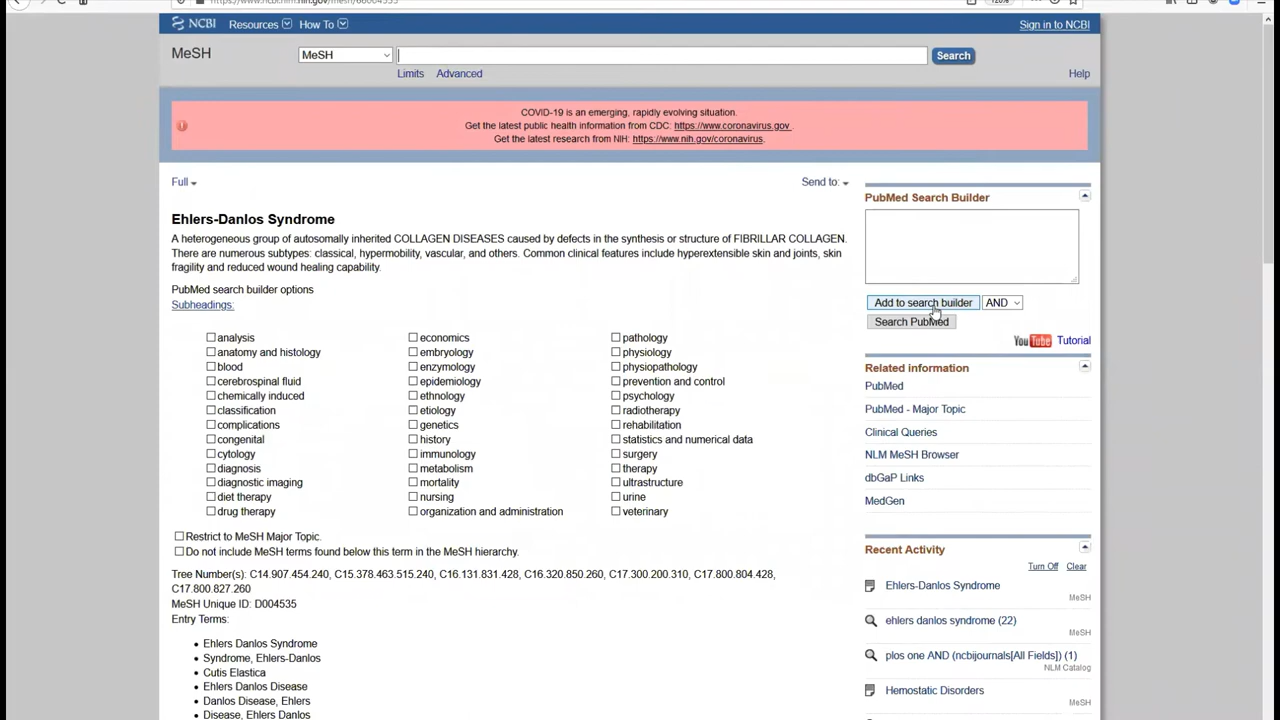 https://www.ncbi.nlm.nih.gov/mesh/68004535
120%
NCBI Resources How To Sign in to NCBI
MeSH MeSH Search
Limits Advanced Help
COVID-19 is an emerging, rapidly evolving situation.
Get the latest public health information from CDC: https://www.coronavirus.gov
Get the latest research from NIH: https://www.nih.gov/coronavirus.
Full Send to:
Ehlers-Danlos Syndrome
A heterogeneous group of autosomally inherited COLLAGEN DISEASES caused by defects in the synthesis or structure of FIBRILLAR COLLAGEN.
There are numerous subtypes: classical, hypermobility, vascular, and others. Common clinical features include hyperextensible skin and joints, skin
fragility and reduced wound healing capability.
PubMed search builder options
Subheadings:
analysis
anatomy and histology
blood
cerebrospinal fluid
chemically induced
classification
complications
congenital
cytology
diagnosis
diagnostic imaging
diet therapy
drug therapy
economics
embryology
enzymology
epidemiology
ethnology
etiology
genetics
history
immunology
metabolism
mortality
nursing
organization and administration
pathology
physiology
physiopathology
prevention and control
psychology
radiotherapy
rehabilitation
statistics and numerical data
surgery
therapy
ultrastructure
urine
veterinary
Restrict to MeSH Major Topic.
Do not include MeSH terms found below this term in the MeSH hierarchy.
Tree Number(s): C14.907.454.240, C15.378.463.515.240, C16.131.831.428, C16.320.850.260, C17.300.200.310, C17.800.804.428,
C17.800.827.260
MeSH Unique ID: D004535
Entry Terms:
Ehlers Danlos Syndrome
Syndrome, Ehlers-Danlos
Cutis Elastica
Ehlers Danlos Disease
Danlos Disease, Ehlers
Disease, Ehlers Danlos
PubMed Search Builder
Add to search builder AND
Search PubMed
YouTube Tutorial
Related information
PubMed
PubMed - Major Topic
Clinical Queries
NLM MeSH Browser
dbGaP Links
MedGen
Recent Activity
Turn Off Clear
Ehlers-Danlos Syndrome
MeSH
ehlers danlos syndrome (22)
MeSH
plos one AND (ncbijournals[All Fields]) (1)
NLM Catalog
Hemostatic Disorders
MeSH